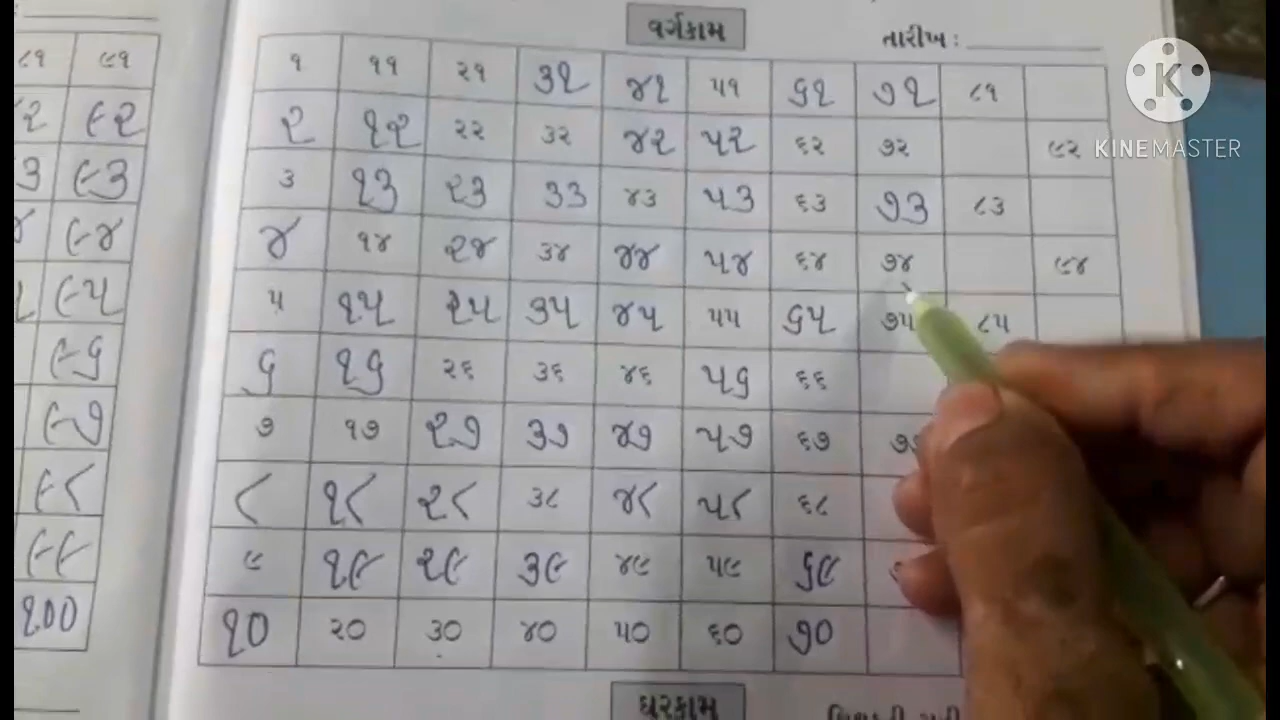 વર્ગકામ
તારીખ :
KINEMASTER
૮૧ ૯૧
૯૨
૯૩
૯૪
૯૫
૯૬
૯૭
૯૮
૯૯
૧૦૦
૧ ૧૧ ૨૧ ૩૧ ૪૧ ૫૧ ૬૧ ૭૧ ૮૧
૨ ૧૨ ૨૨ ૩૨ ૪૨ ૫૨ ૬૨ ૭૨ ૯૨
૩ ૧૩ ૨૩ ૩૩ ૪૩ ૫૩ ૬૩ ૭૩ ૮૩
૪ ૧૪ ૨૪ ૩૪ ૪૪ ૫૪ ૬૪ ૭૪ ૯૪
૫ ૧૫ ૨૫ ૩૫ ૪૫ ૫૫ ૬૫ ૭૫ ૮૫
૬ ૧૬ ૨૬ ૩૬ ૪૬ ૫૬ ૬૬
૭ ૧૭ ૨૭ ૩૭ ૪૭ ૫૭ ૬૭ ૭૭
૮ ૧૮ ૨૮ ૩૮ ૪૮ ૫૮ ૬૮
૯ ૧૯ ૨૯ ૩૯ ૪૯ ૫૯ ૬૯
૧૦ ૨૦ ૩૦ ૪૦ ૫૦ ૬૦ ૭૦
ઘરકામ